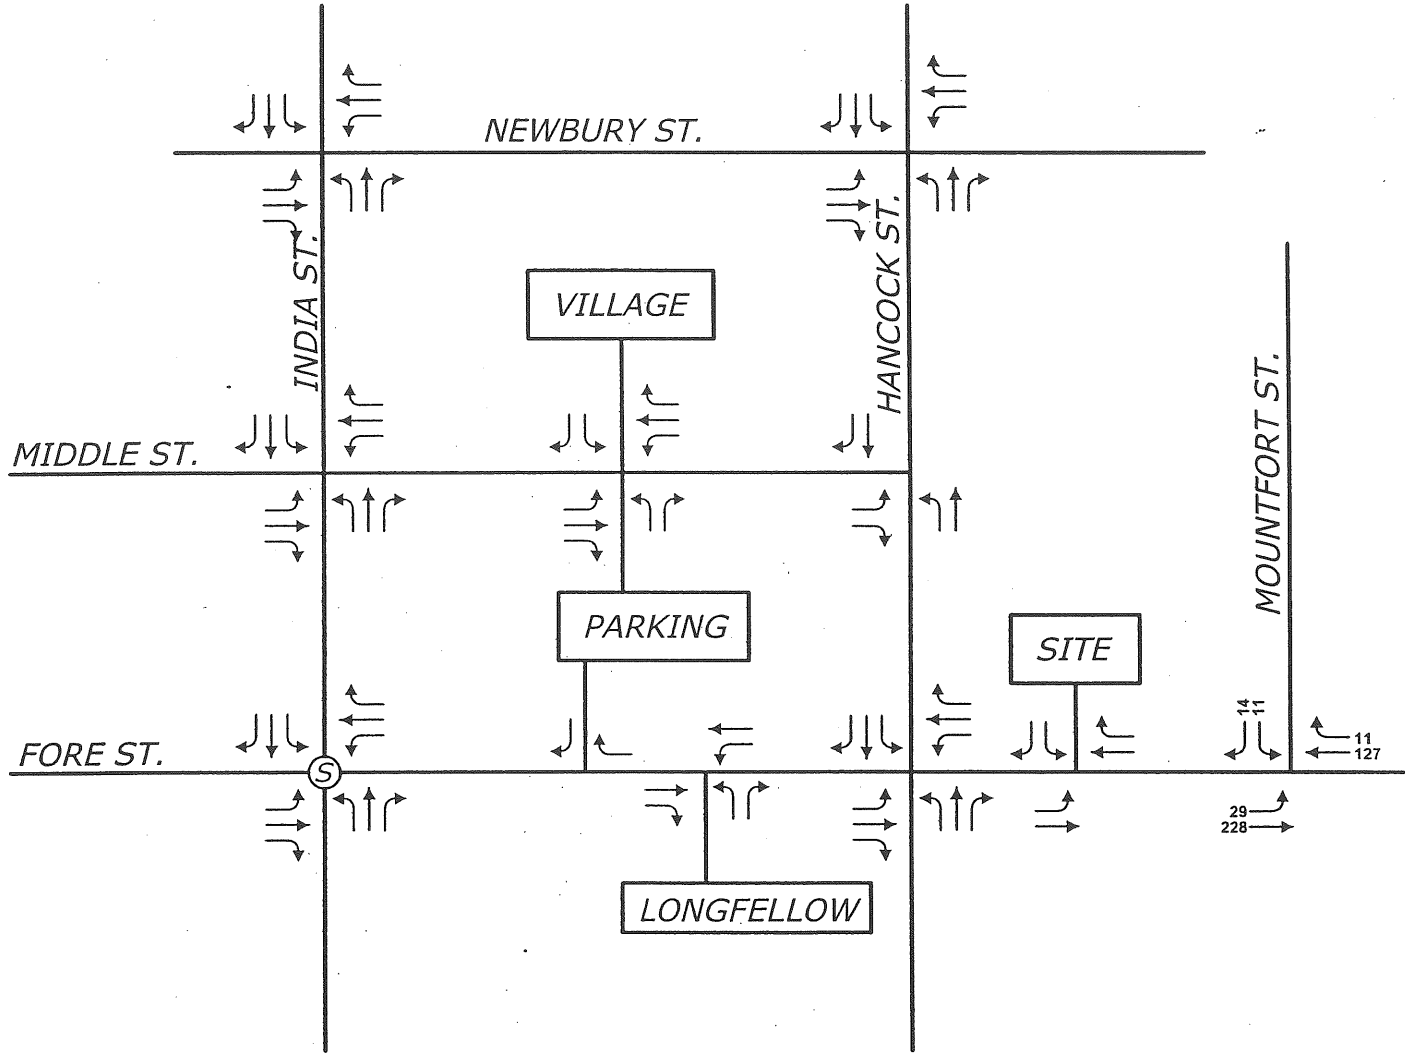 NEWBURY ST.
INDIA ST.
HANCOCK ST.
VILLAGE
MOUNTFORT ST.
MIDDLE ST.
PARKING
SITE
14
11
FORE ST.
11
127
S
29
228
LONGFELLOW